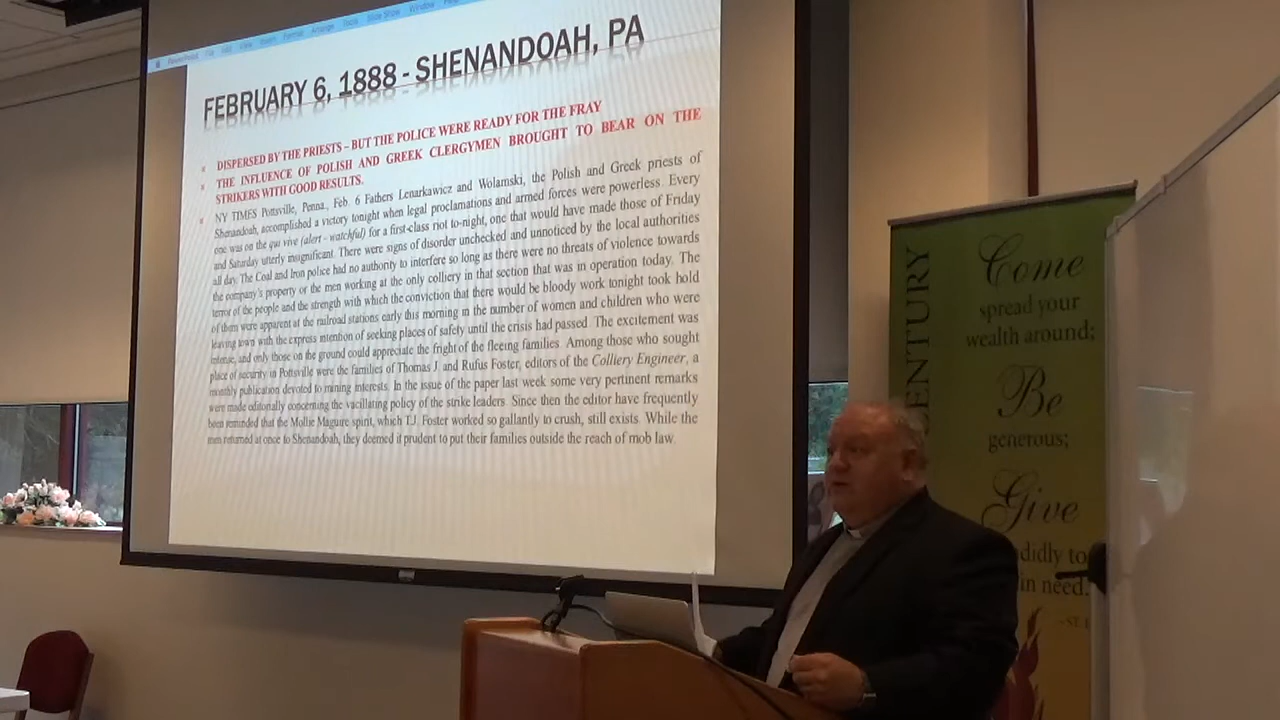 PowerPoint File Edit View Insert Format Arrange Tools Slide Show Window Help
FEBRUARY 6, 1888 - SHENANDOAH, PA
DISPERSED BY THE PRIESTS – BUT THE POLICE WERE READY FOR THE FRAY
THE INFLUENCE OF POLISH AND GREEK CLERGYMEN BROUGHT TO BEAR ON THE
STRIKERS WITH GOOD RESULTS.
NY TIMES Pottsville, Penna., Feb. 6 Fathers Lenarkawicz and Wolamski, the Polish and Greek priests of
Shenandoah, accomplished a victory tonight when legal proclamations and armed forces were powerless. Every
one was on the qui vive (alert – watchful) for a first-class riot to-night, one that would have made those of Friday
and Saturday utterly insignificant. There were signs of disorder unchecked and unnoticed by the local authorities
all day. The Coal and Iron police had no authority to interfere so long as there were no threats of violence towards
the company's property or the men working at the only colliery in that section that was in operation today. The
terror of the people and the strength with which the conviction that there would be bloody work tonight took hold
of them were apparent at the railroad stations early this morning in the number of women and children who were
leaving town with the express intention of seeking places of safety until the crisis had passed. The excitement was
intense, and only those on the ground could appreciate the fright of the fleeing families. Among those who sought
place of security in Pottsville were the families of Thomas J. and Rufus Foster, editors of the Colliery Engineer, a
monthly publication devoted to mining interests. In the issue of the paper last week some very pertinent remarks
were made editorially concerning the vacillating policy of the strike leaders. Since then the editor have frequently
been reminded that the Mollie Maguire spirit, which T.J. Foster worked so gallantly to crush, still exists. While the
men returned at once to Shenandoah, they deemed it prudent to put their families outside the reach of mob law.
CENTURY
Come
spread your
wealth around;
Be
generous;
Give
didly to
in need.